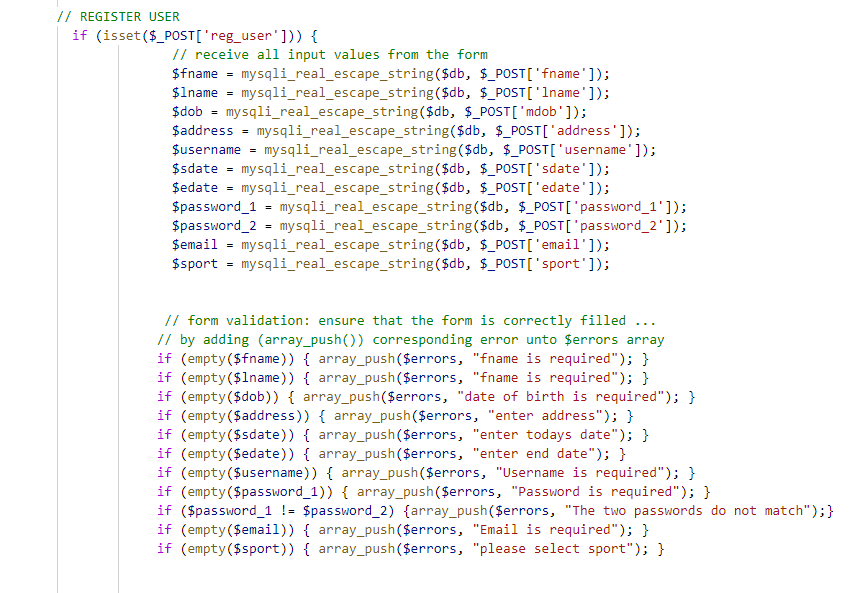 // REGISTER USER
if (isset($_POST['reg_user'])) {
// receive all input values from the form
$fname = mysqli_real_escape_string($db, $_POST['fname']);
$lname = mysqli_real_escape_string($db, $_POST['lname']);
$dob = mysqli_real_escape_string($db, $_POST['mdob']);
$address = mysqli_real_escape_string($db, $_POST['address']);
$username = mysqli_real_escape_string($db, $_POST['username']);
$sdate = mysqli_real_escape_string($db, $_POST['sdate']);
$edate = mysqli_real_escape_string($db, $_POST['edate']);
$password_1 = mysqli_real_escape_string($db, $_POST['password_1']);
$password_2 = mysqli_real_escape_string($db, $_POST['password_2']);
$email = mysqli_real_escape_string($db, $_POST['email']);
$sport = mysqli_real_escape_string($db, $_POST['sport']);
// form validation: ensure that the form is correctly filled ...
// by adding (array_push()) corresponding error unto $errors array
if (empty($fname)) { array_push($errors, "fname is required"); }
if (empty($lname)) { array_push($errors, "fname is required"); }
if (empty($dob)) { array_push($errors, "date of birth is required"); }
if (empty($address)) { array_push($errors, "enter address"); }
if (empty($sdate)) { array_push($errors, "enter todays date"); }
if (empty($edate)) { array_push($errors, "enter end date"); }
if (empty($username)) { array_push($errors, "Username is required"); }
if (empty($password_1)) { array_push($errors, "Password is required"); }
if ($password_1 != $password_2) {array_push($errors, "The two passwords do not match");}
if (empty($email)) { array_push($errors, "Email is required"); }
if (empty($sport)) { array_push($errors, "please select sport"); }